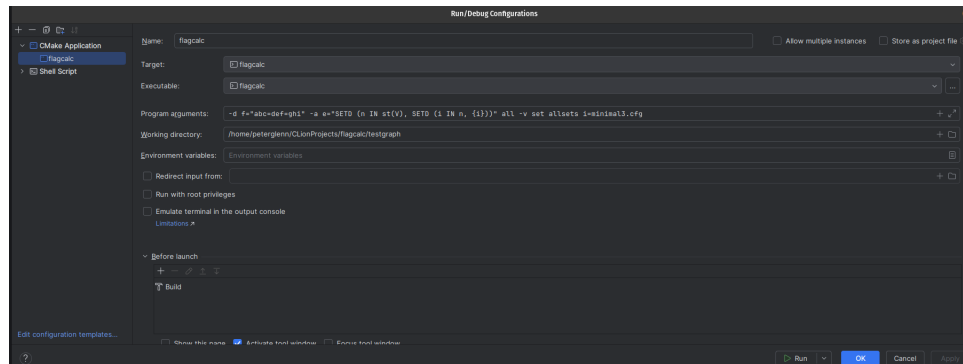 Run/Debug Configurations
CMake Application
flagcalc
Shell Script
Edit configuration templates...
Name: flagcalc
Allow multiple instances
Store as project file
Target: flagcalc
Executable: flagcalc
Program arguments: -d f="abc=def=ghi" -a e="SETD (n IN st(V), SETD (i IN n, {i}))" all -v set allsets i=minimal3.cfg
Working directory: /home/peterglenn/CLionProjects/flagcalc/testgraph
Environment variables: Environment variables
Redirect input from:
Run with root privileges
Emulate terminal in the output console
Limitations ↗
Before launch
Build
Show this page Activate tool window Focus tool window
? Run OK Cancel Apply